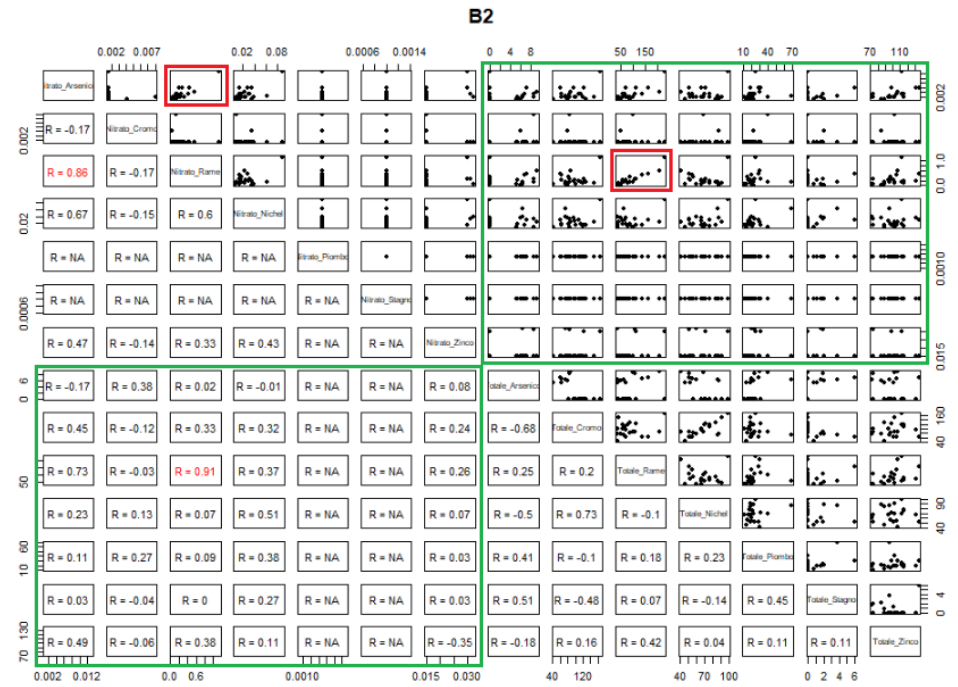 B2
0.002 0.007 0.02 0.08 0.0006 0.0014 0 4 8 50 150 10 40 70 70 110
itrato_Arsenico 0.002
0.002 R = -0.17 Nitrato_Cromo
R = 0.86 R = -0.17 Nitrato_Rame 0.0 1.0
0.02 R = 0.67 R = -0.15 R = 0.6 Nitrato_Nichel
R = NA R = NA R = NA R = NA litrato_Piombo 0.0010
0.0006 R = NA R = NA R = NA R = NA R = NA Nitrato_Stagno
R = 0.47 R = -0.14 R = 0.33 R = 0.43 R = NA R = NA Nitrato_Zinco 0.015
0 6 R = -0.17 R = 0.38 R = 0.02 R = -0.01 R = NA R = NA R = 0.08 otale_Arsenico
R = 0.45 R = -0.12 R = 0.33 R = 0.32 R = NA R = NA R = 0.24 R = -0.68 Totale_Cromo 40 160
50 R = 0.73 R = -0.03 R = 0.91 R = 0.37 R = NA R = NA R = 0.26 R = 0.25 R = 0.2 Totale_Rame
R = 0.23 R = 0.13 R = 0.07 R = 0.51 R = NA R = NA R = 0.07 R = -0.5 R = 0.73 R = -0.1 Totale_Nichel 40 90
10 60 R = 0.11 R = 0.27 R = 0.09 R = 0.38 R = NA R = NA R = 0.03 R = 0.41 R = -0.1 R = 0.18 R = 0.23 Totale_Piombo
R = 0.03 R = -0.04 R = 0 R = 0.27 R = NA R = NA R = 0.03 R = 0.51 R = -0.48 R = 0.07 R = -0.14 R = 0.45 Totale_Stagno 0 4
70 130 R = 0.49 R = -0.06 R = 0.38 R = 0.11 R = NA R = NA R = -0.35 R = -0.18 R = 0.16 R = 0.42 R = 0.04 R = 0.11 R = 0.11 Totale_Zinco
0.002 0.012 0.0 0.6 0.0010 0.015 0.030 40 120 40 70 100 0 2 4 6